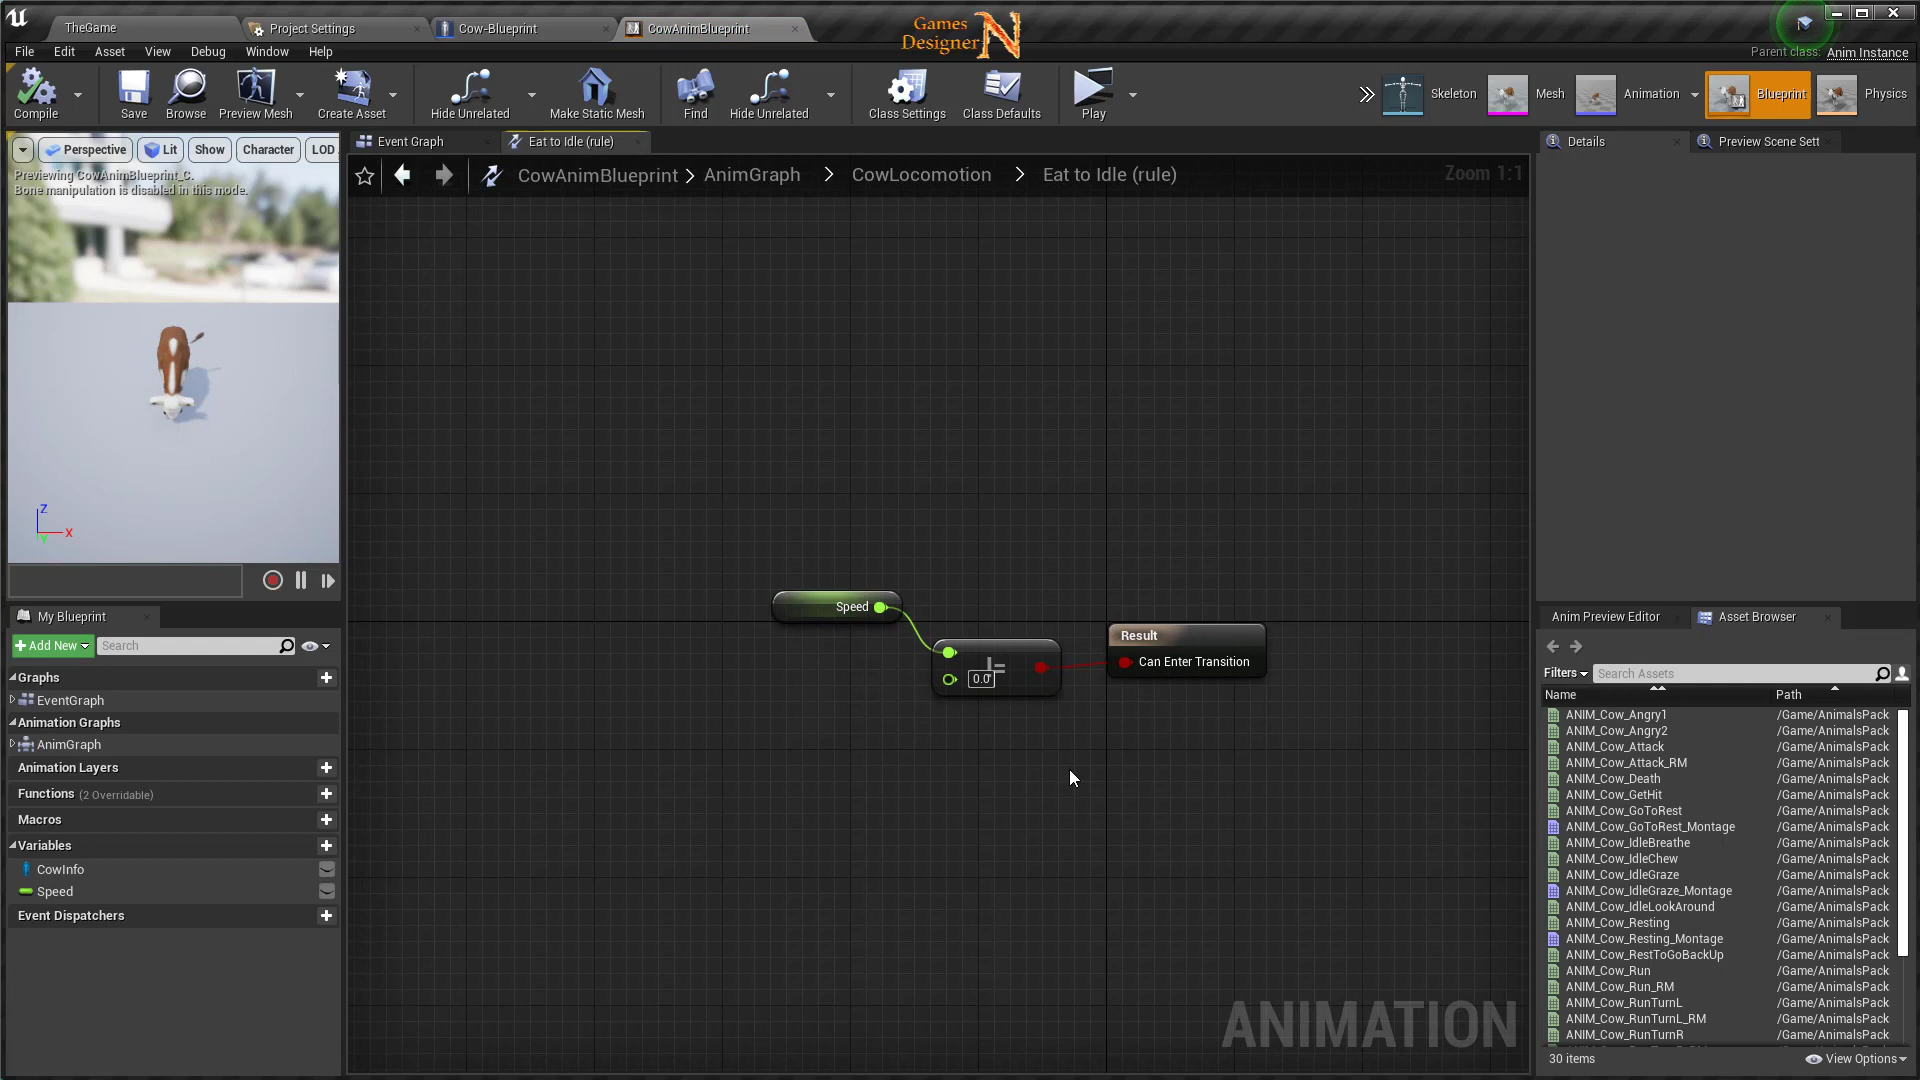 TheGame
Project Settings
Cow-Blueprint
CowAnimBlueprint
Games
Designer N
File
Edit
Asset
View
Debug
Window
Help
Parent class: Anim Instance
Compile
Save
Browse
Preview Mesh
Create Asset
Hide Unrelated
Make Static Mesh
Find
Hide Unrelated
Class Settings
Class Defaults
Play
Skeleton
Mesh
Animation
Blueprint
Physics
Perspective
Lit
Show
Character
LOD
Previewing CowAnimBlueprint_C.
Bone manipulation is disabled in this mode.
Z
X
Y
Event Graph
Eat to Idle (rule)
CowAnimBlueprint > AnimGraph > CowLocomotion > Eat to Idle (rule)
Zoom 1:1
Speed
!=
0.0
Result
Can Enter Transition
ANIMATION
My Blueprint
+ Add New
Search
Graphs
EventGraph
Animation Graphs
AnimGraph
Animation Layers
Functions (2 Overridable)
Macros
Variables
CowInfo
Speed
Event Dispatchers
Details
Preview Scene Sett
Anim Preview Editor
Asset Browser
Filters
Search Assets
Name
Path
ANIM_Cow_Angry1 /Game/AnimalsPack
ANIM_Cow_Angry2 /Game/AnimalsPack
ANIM_Cow_Attack /Game/AnimalsPack
ANIM_Cow_Attack_RM /Game/AnimalsPack
ANIM_Cow_Death /Game/AnimalsPack
ANIM_Cow_GetHit /Game/AnimalsPack
ANIM_Cow_GoToRest /Game/AnimalsPack
ANIM_Cow_GoToRest_Montage /Game/AnimalsPack
ANIM_Cow_IdleBreathe /Game/AnimalsPack
ANIM_Cow_IdleChew /Game/AnimalsPack
ANIM_Cow_IdleGraze /Game/AnimalsPack
ANIM_Cow_IdleGraze_Montage /Game/AnimalsPack
ANIM_Cow_IdleLookAround /Game/AnimalsPack
ANIM_Cow_Resting /Game/AnimalsPack
ANIM_Cow_Resting_Montage /Game/AnimalsPack
ANIM_Cow_RestToGoBackUp /Game/AnimalsPack
ANIM_Cow_Run /Game/AnimalsPack
ANIM_Cow_Run_RM /Game/AnimalsPack
ANIM_Cow_RunTurnL /Game/AnimalsPack
ANIM_Cow_RunTurnL_RM /Game/AnimalsPack
ANIM_Cow_RunTurnR /Game/AnimalsPack
30 items
View Options